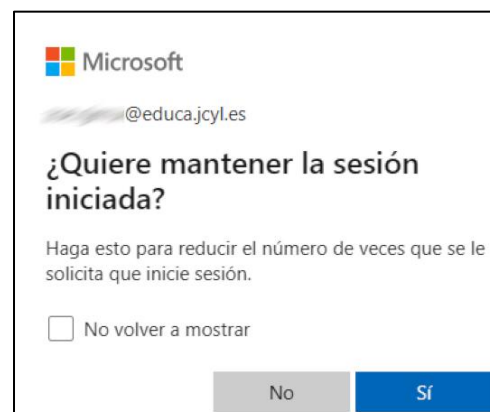 Microsoft
@educa.jcyl.es
¿Quiere mantener la sesión
iniciada?
Haga esto para reducir el número de veces que se le
solicita que inicie sesión.
No volver a mostrar
No
Sí